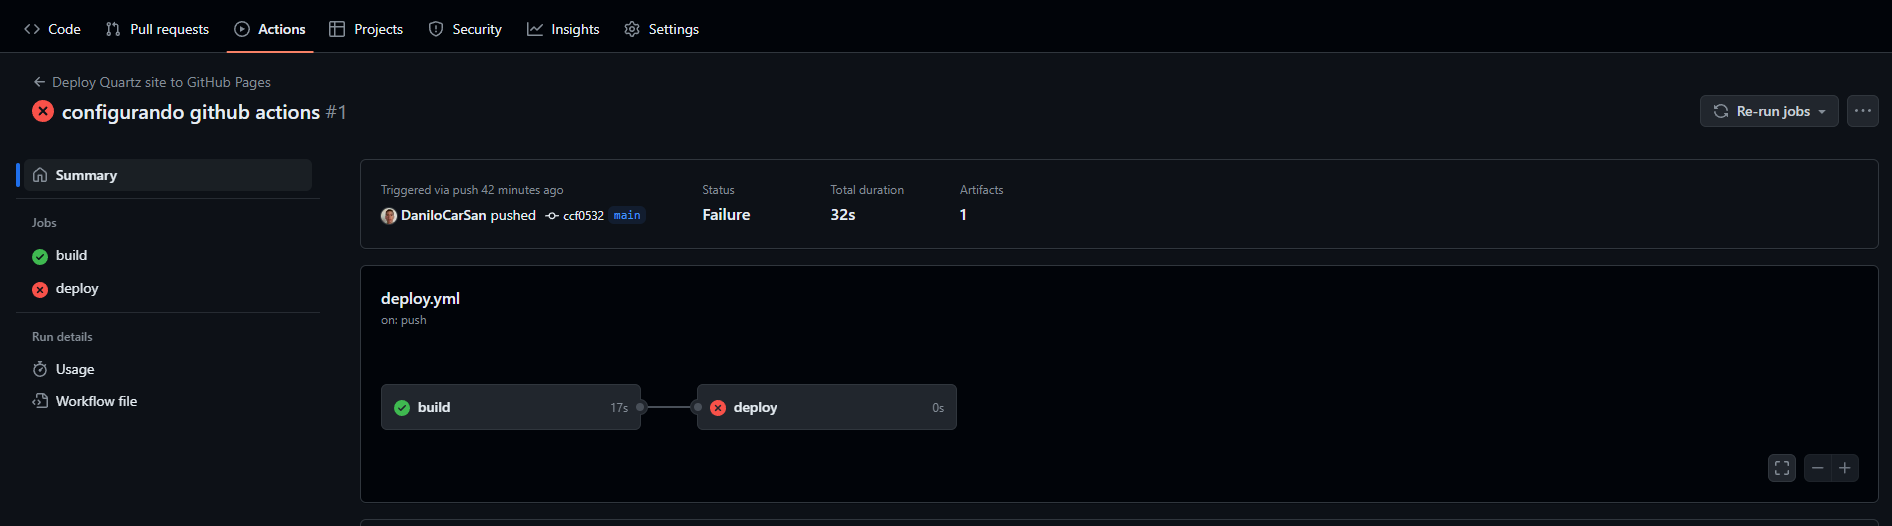 Code Pull requests Actions Projects Security Insights Settings
Deploy Quartz site to GitHub Pages
configurando github actions #1
Re-run jobs
Summary
Jobs
build
deploy
Run details
Usage
Workflow file
Triggered via push 42 minutes ago
DaniloCarSan pushed ccf0532 main
Status
Failure
Total duration
32s
Artifacts
1
deploy.yml
on: push
build 17s
deploy 0s